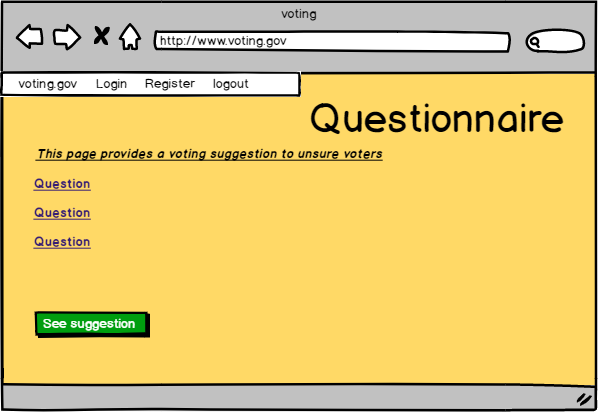 voting
http://www.voting.gov
voting.gov Login Register logout
Questionnaire
This page provides a voting suggestion to unsure voters
Question
Question
Question
See suggestion